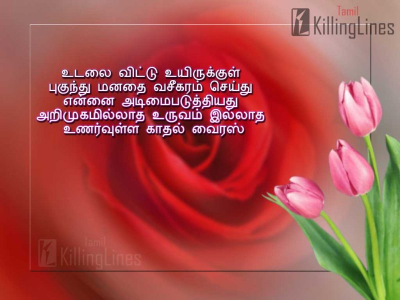 Tamil
KillingLines
உடலை விட்டு உயிருக்குள்
புகுந்து மனதை வசீகரம் செய்து
என்னை அடிமைபடுத்தியது
அறிமுகமில்லாத உருவம் இல்லாத
உணர்வுள்ள காதல் வைரஸ்
Tamil
KillingLines